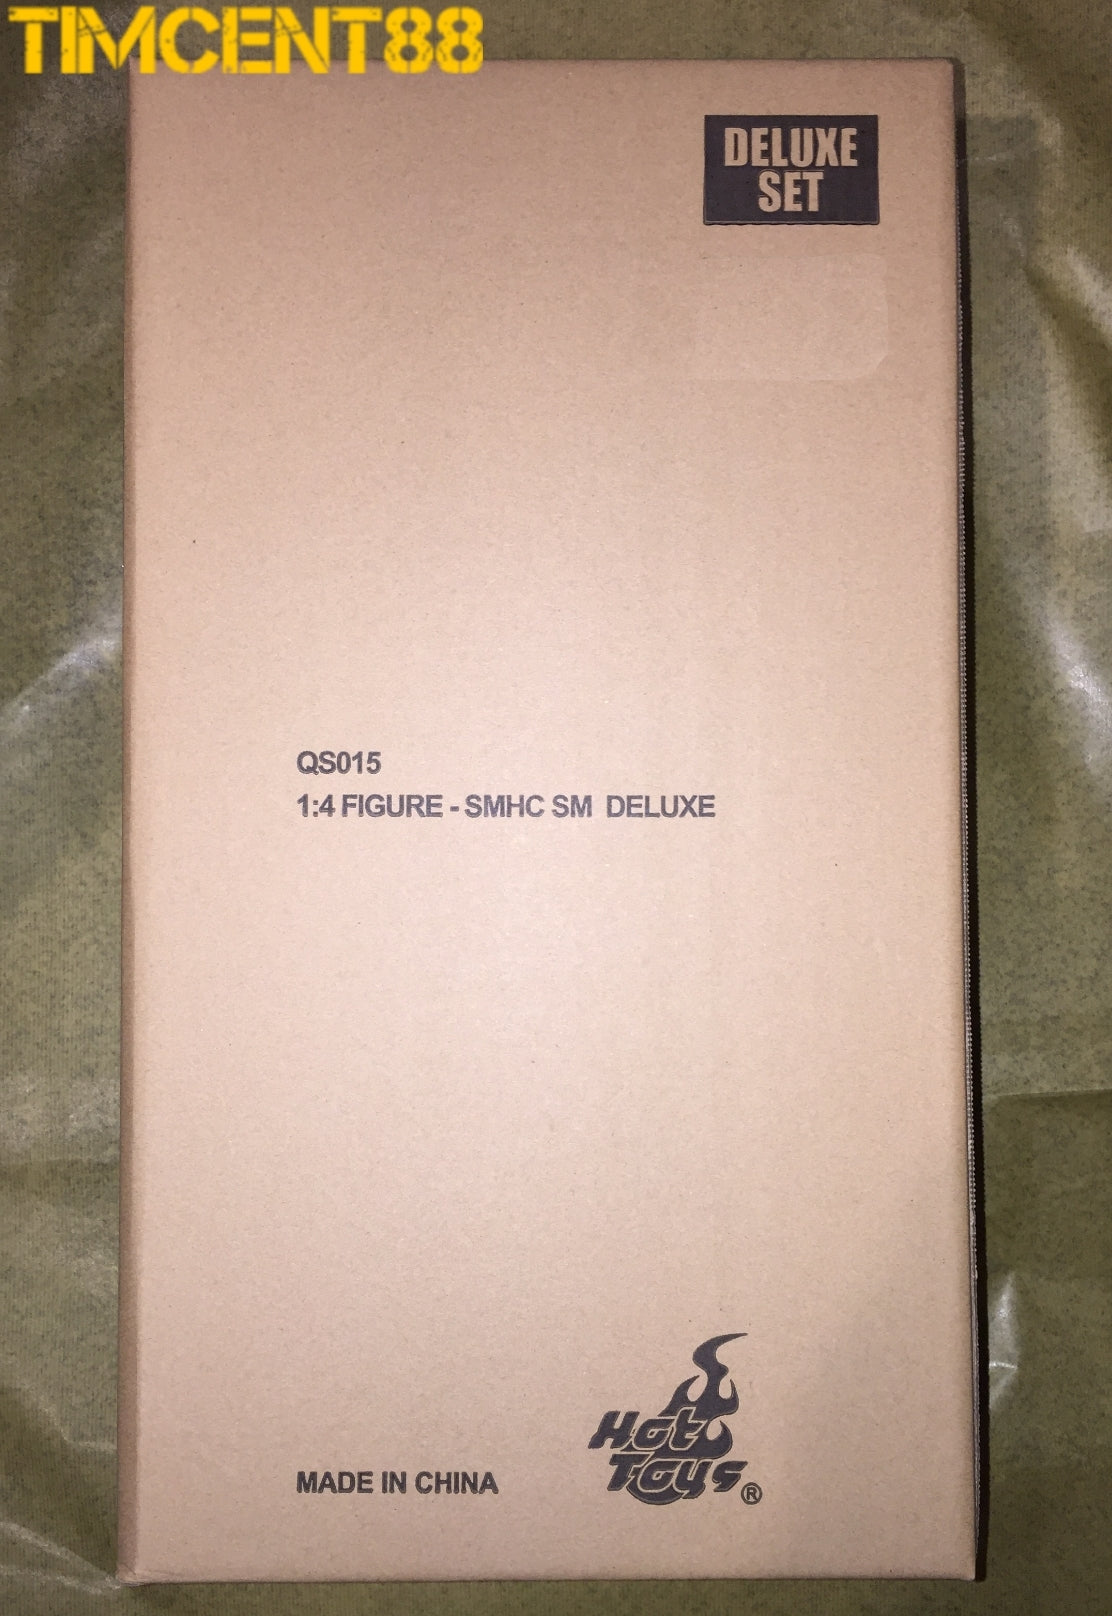 TIMCENT88
DELUXE
SET
QS015
1:4 FIGURE - SMHC SM DELUXE
MADE IN CHINA
Hot
Toys®